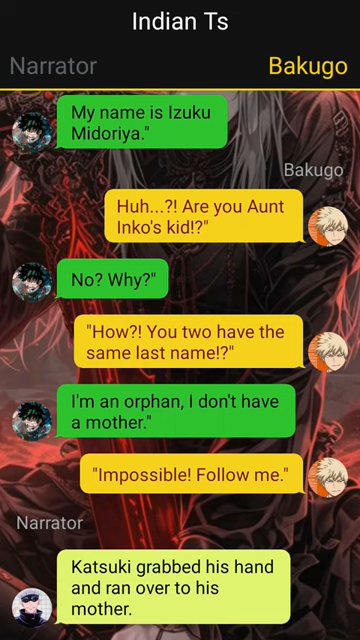 Indian Ts
Narrator
Bakugo
My name is Izuku
Midoriya."
Bakugo
Huh...?! Are you Aunt
Inko's kid!?"
No? Why?"
"How?! You two have the
same last name!?"
I'm an orphan, I don't have
a mother."
"Impossible! Follow me."
Narrator
Katsuki grabbed his hand
and ran over to his
mother.